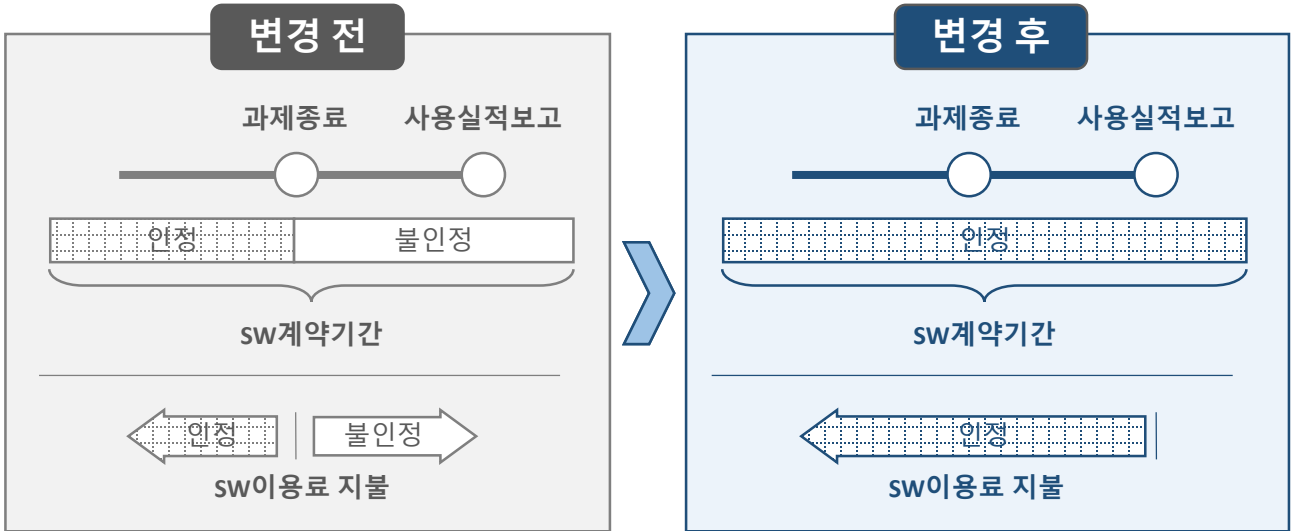 변경 전
과제종료 사용실적보고
인정 불인정
SW계약기간
인정 불인정
SW이용료 지불
변경 후
과제종료 사용실적보고
인정
SW계약기간
인정
SW이용료 지불